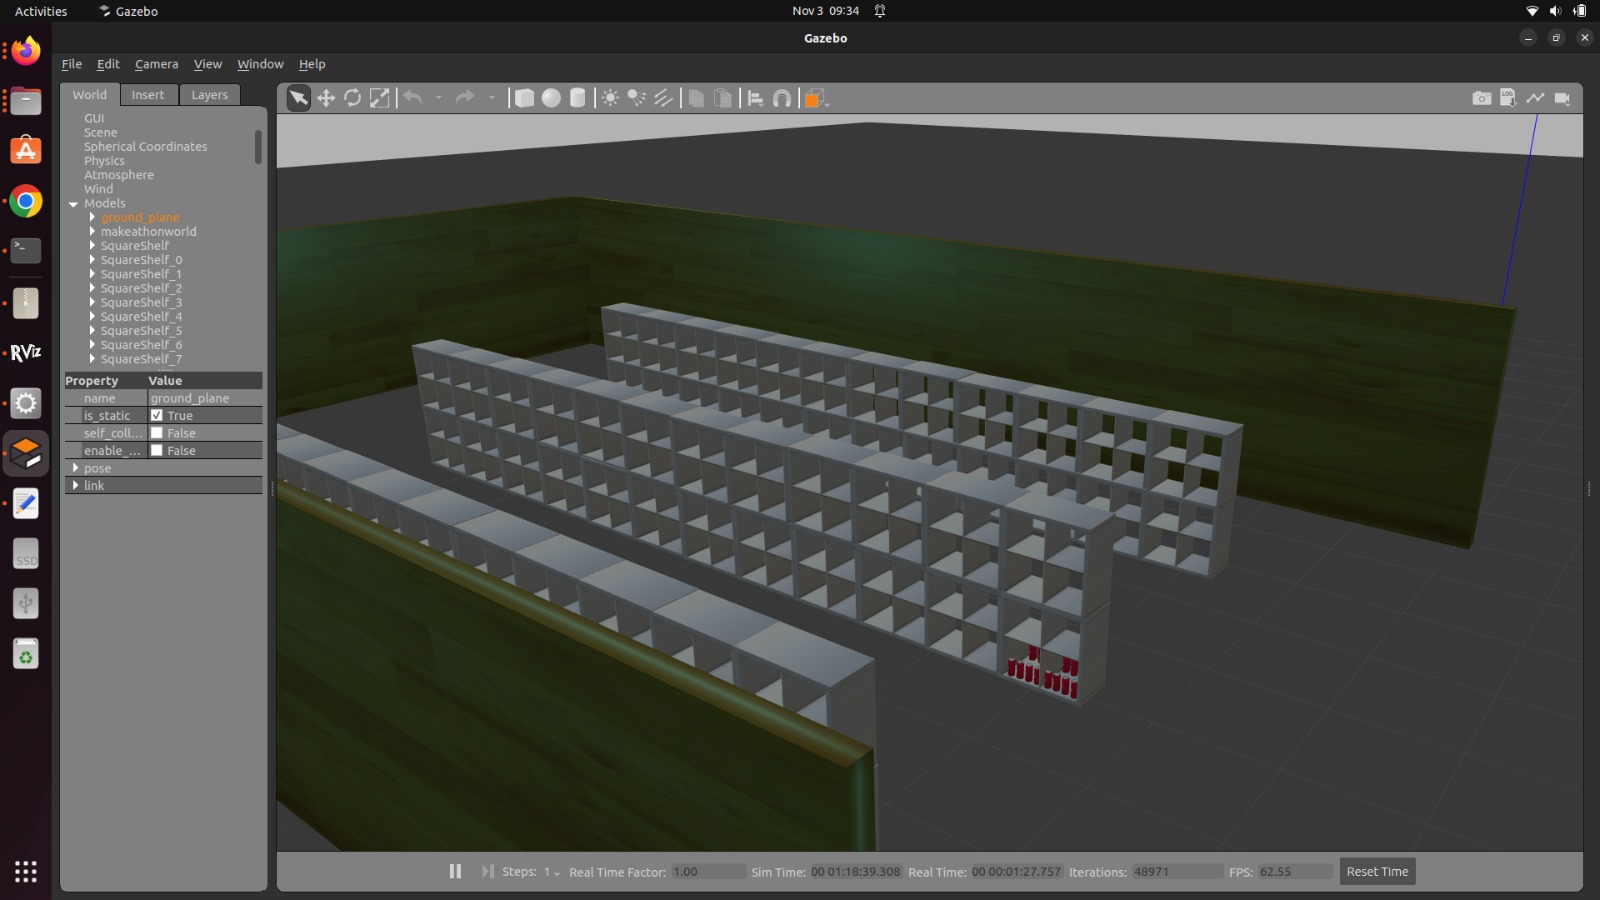 Activities
Gazebo
Nov 3 09:34
Gazebo
File Edit Camera View Window Help
World Insert Layers
GUI
Scene
Spherical Coordinates
Physics
Atmosphere
Wind
Models
ground_plane
makeathonworld
SquareShelf
SquareShelf_0
SquareShelf_1
SquareShelf_2
SquareShelf_3
SquareShelf_4
SquareShelf_5
SquareShelf_6
SquareShelf_7
Property Value
name ground_plane
is_static True
self_coll... False
enable_... False
pose
link
LOG
RViz
SSD
Steps: 1 Real Time Factor: 1.00 Sim Time: 00 01:18:39.308 Real Time: 00 00:01:27.757 Iterations: 48971 FPS: 62.55 Reset Time